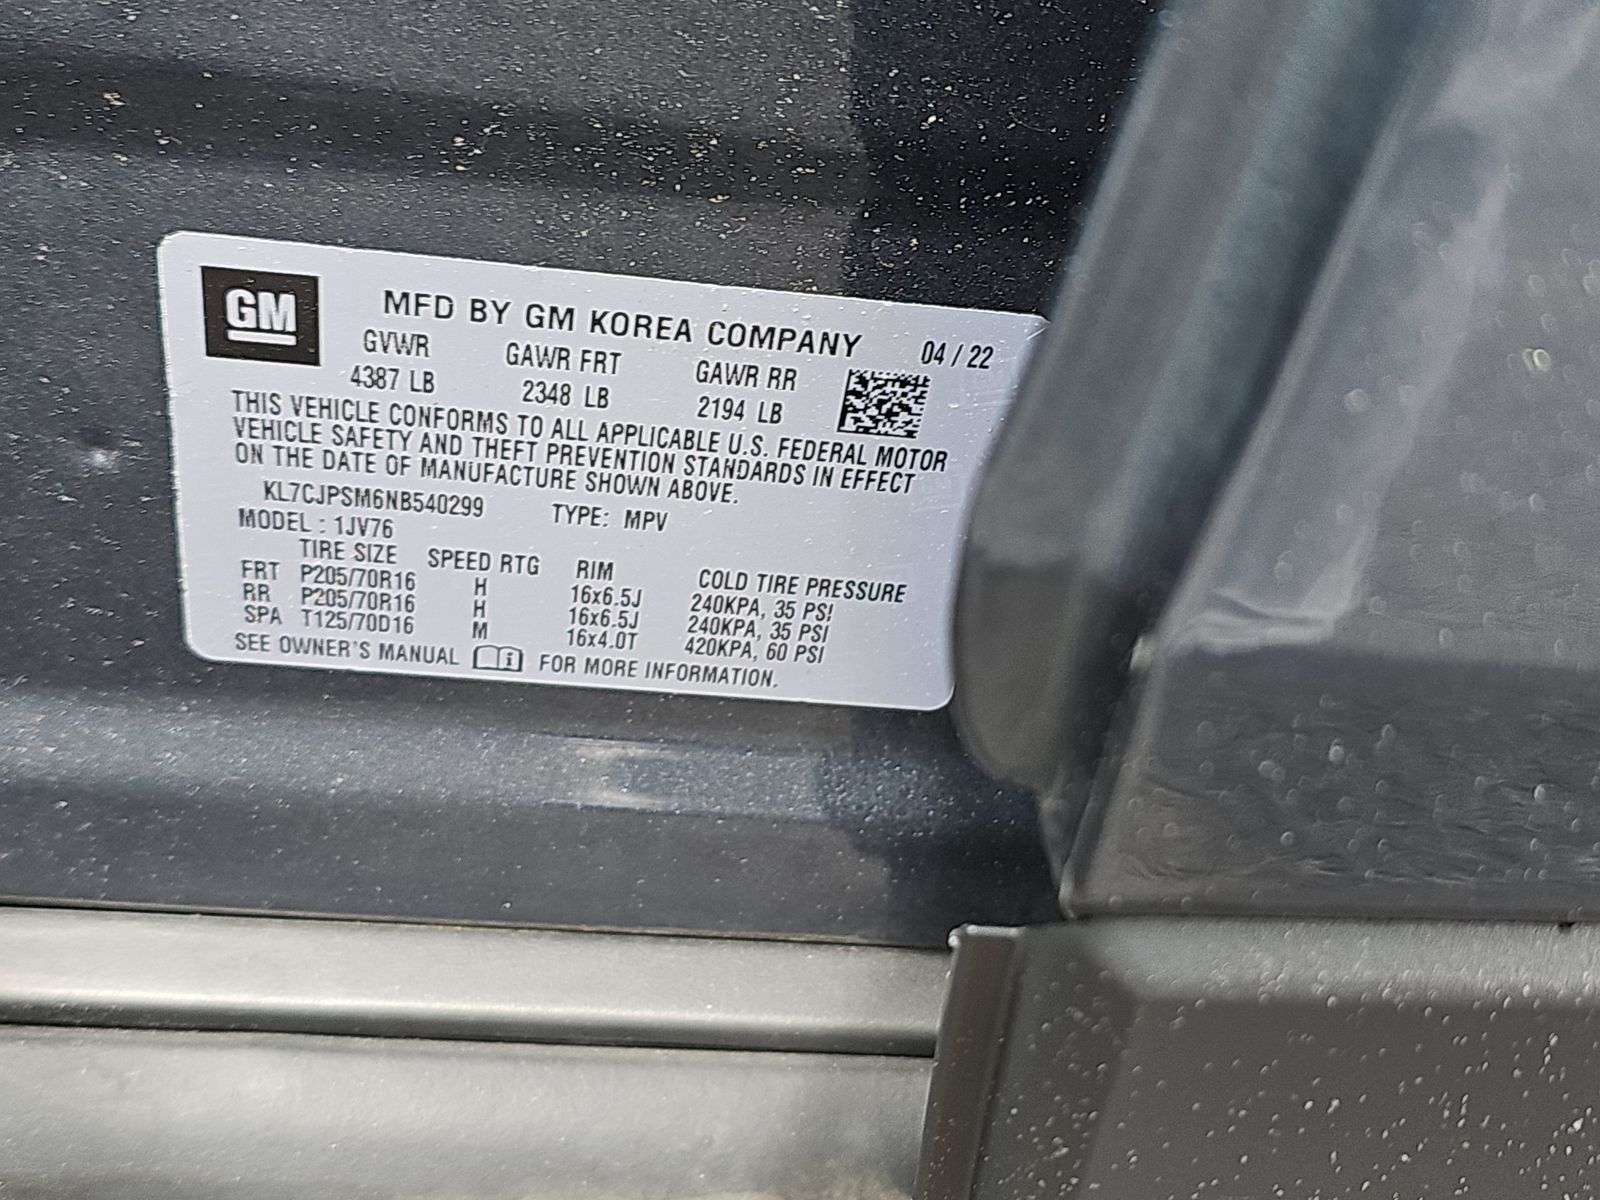 GM
MFD BY GM KOREA COMPANY 04 / 22
GVWR GAWR FRT GAWR RR
4387 LB 2348 LB 2194 LB
THIS VEHICLE CONFORMS TO ALL APPLICABLE U.S. FEDERAL MOTOR
VEHICLE SAFETY AND THEFT PREVENTION STANDARDS IN EFFECT
ON THE DATE OF MANUFACTURE SHOWN ABOVE.
KL7CJPSM6NB540299 TYPE: MPV
MODEL : 1JV76
TIRE SIZE SPEED RTG RIM COLD TIRE PRESSURE
FRT P205/70R16 H 16x6.5J 240KPA, 35 PSI
RR P205/70R16 H 16x6.5J 240KPA, 35 PSI
SPA T125/70D16 M 16x4.0T 420KPA, 60 PSI
SEE OWNER'S MANUAL i FOR MORE INFORMATION.